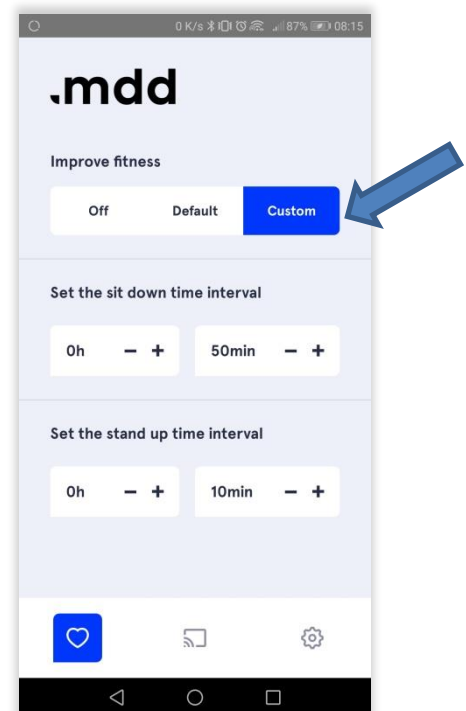 0 K/s 87% 08:15
.mdd
Improve fitness
Off Default Custom
Set the sit down time interval
0h − + 50min − +
Set the stand up time interval
0h − + 10min − +